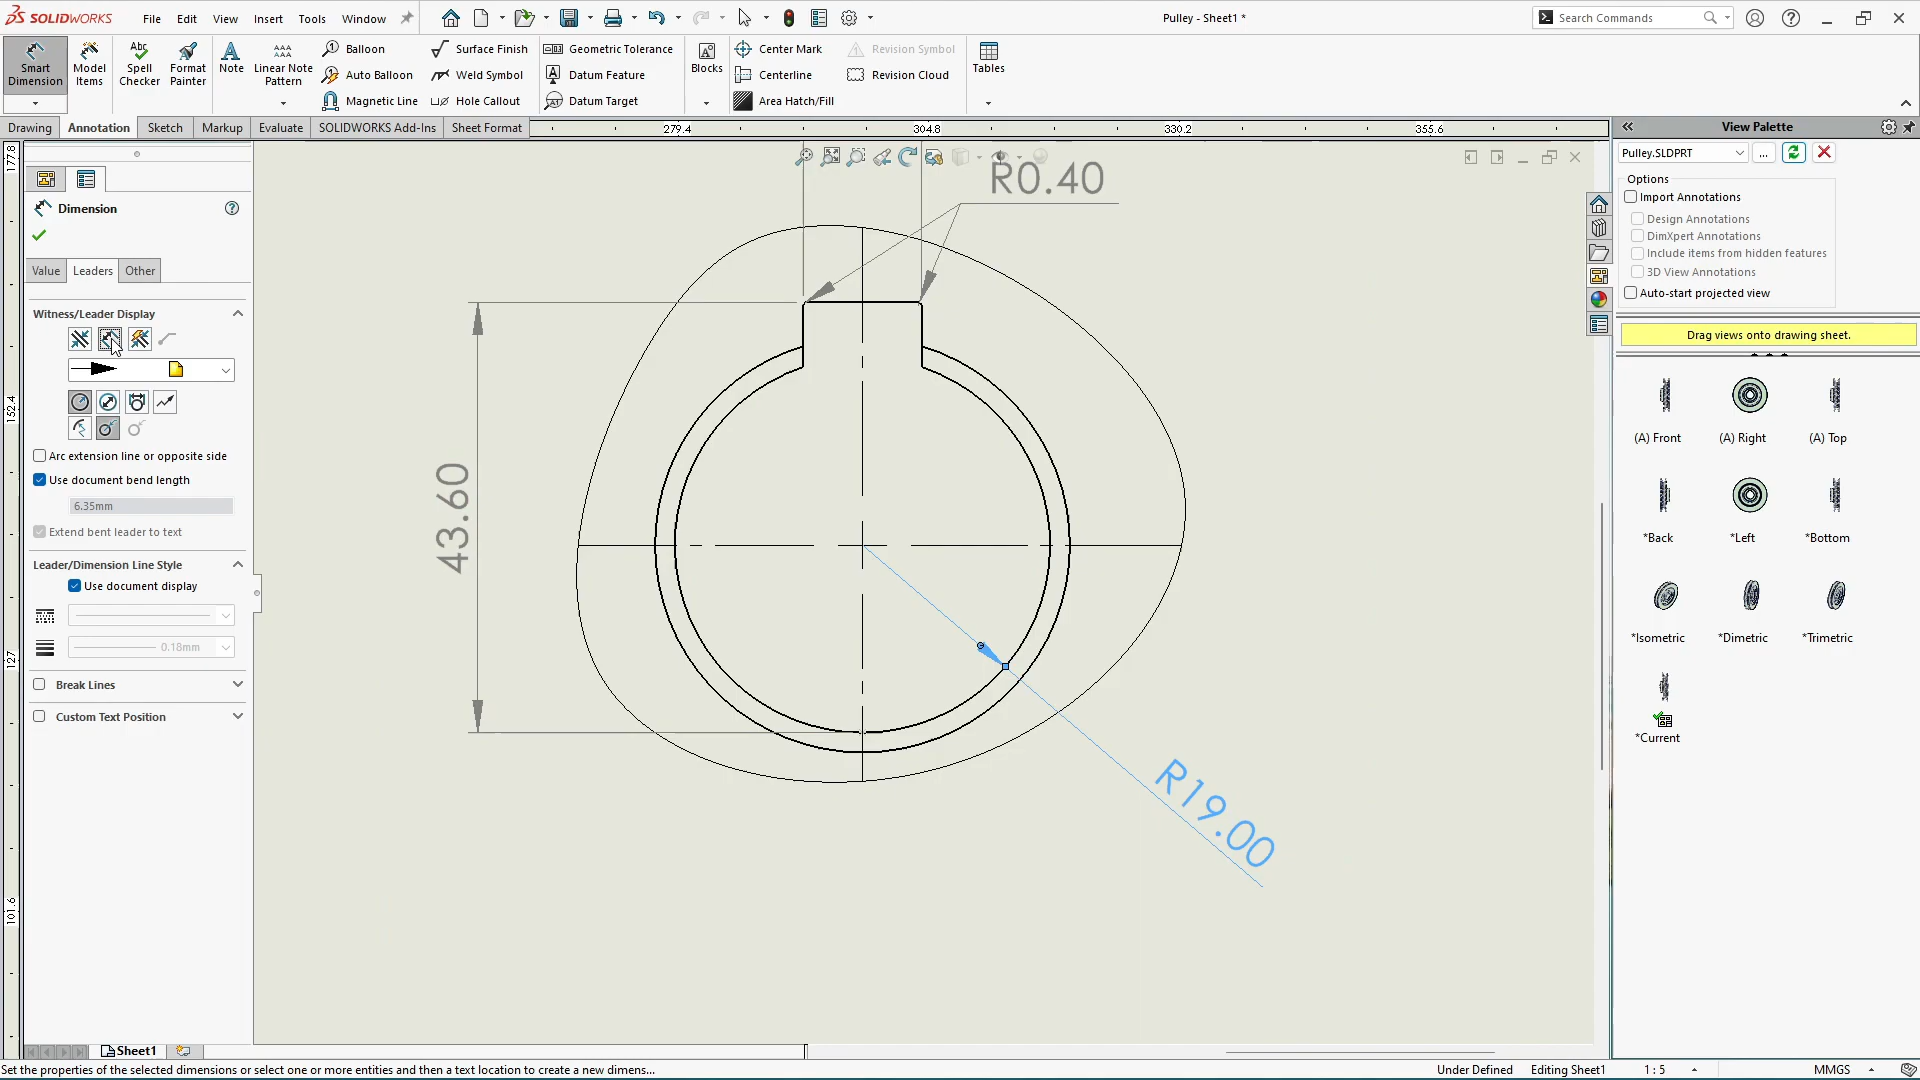 SOLIDWORKS File Edit View Insert Tools Window Pulley - Sheet1 * Search Commands
Smart Dimension
Model Items
Abc
Spell Checker
Format Painter
Note
Linear Note Pattern
Balloon
Auto Balloon
Magnetic Line
Surface Finish
Weld Symbol
Hole Callout
Geometric Tolerance
Datum Feature
Datum Target
Blocks
Center Mark
Centerline
Area Hatch/Fill
Revision Symbol
Revision Cloud
Tables
Drawing Annotation Sketch Markup Evaluate SOLIDWORKS Add-Ins Sheet Format
279.4 304.8 330.2 355.6
177.8
152.4
127
101.6
Dimension
Value Leaders Other
Witness/Leader Display
Arc extension line or opposite side
Use document bend length
6.35mm
Extend bent leader to text
Leader/Dimension Line Style
Use document display
0.18mm
Break Lines
Custom Text Position
R0.40
43.60
R19.00
View Palette
Pulley.SLDPRT ...
Options
Import Annotations
Design Annotations
DimXpert Annotations
Include items from hidden features
3D View Annotations
Auto-start projected view
Drag views onto drawing sheet.
(A) Front (A) Right (A) Top
*Back *Left *Bottom
*Isometric *Dimetric *Trimetric
*Current
Sheet1
Set the properties of the selected dimensions or select one or more entities and then a text location to create a new dimens... Under Defined Editing Sheet1 1 : 5 MMGS